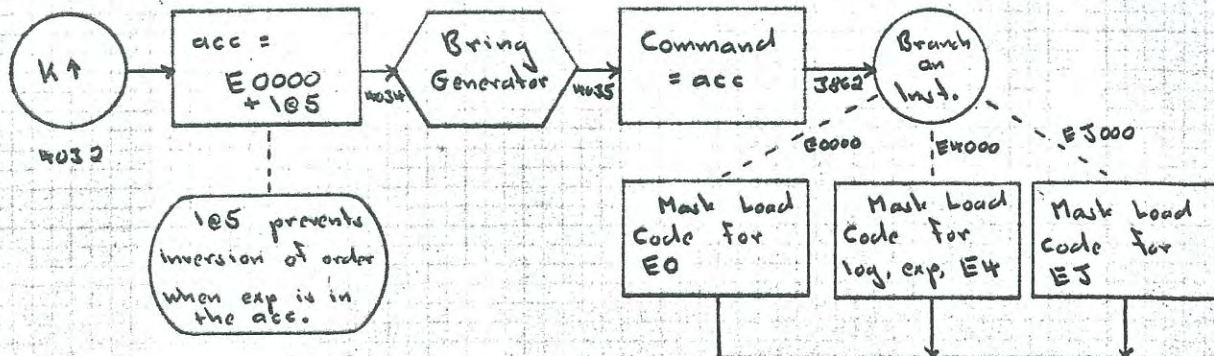 K↑
4032
acc =
E0000
+ 1@5
4034
Bring
Generator
4035
Command
= acc
3862
Branch
on
Inst.
E0000
E4000
EJ000
1@5 prevents
inversion of order
when exp is in
the acc.
Mask Load
Code for
E0
Mask Load
Code for
log, exp, E4
Mask Load
Code for
EJ